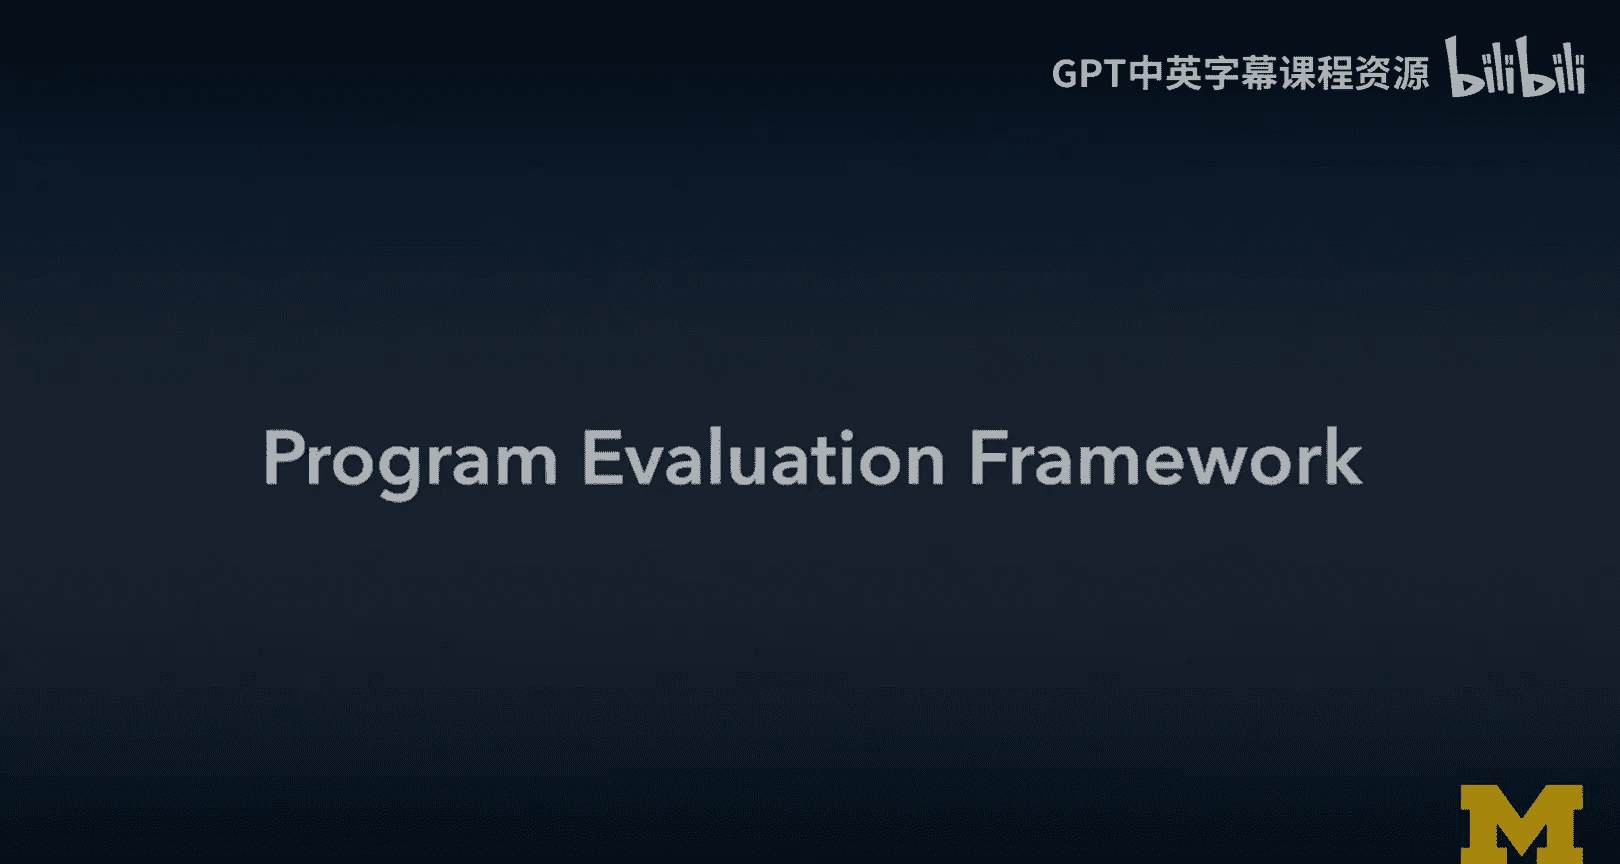 GPT中英字幕课程资源 bilibili
Program Evaluation Framework
M